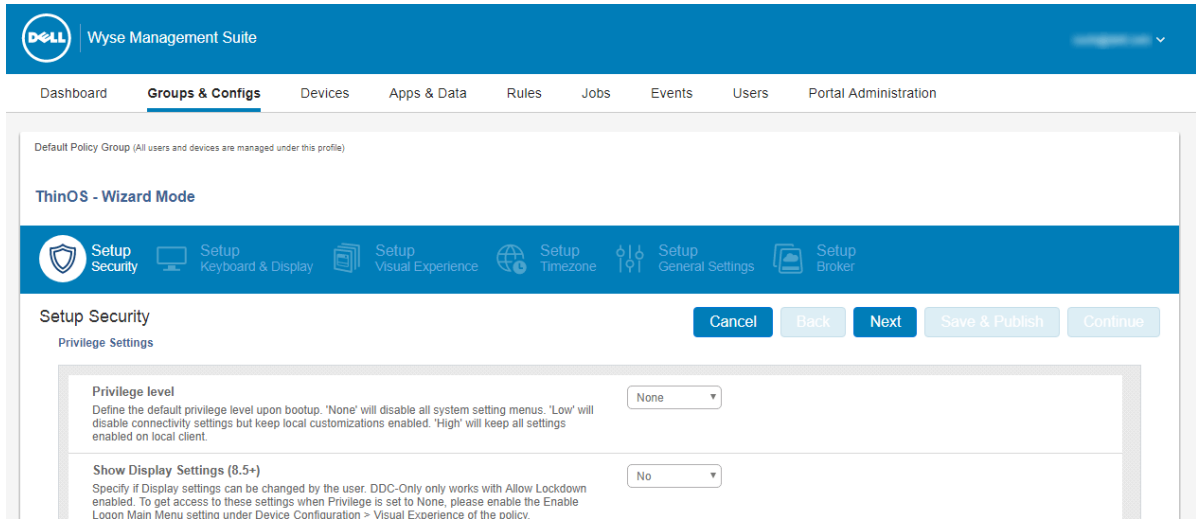 DELL Wyse Management Suite
Dashboard Groups & Configs Devices Apps & Data Rules Jobs Events Users Portal Administration
Default Policy Group (All users and devices are managed under this profile)
ThinOS - Wizard Mode
Setup Security
Setup Keyboard & Display
Setup Visual Experience
Setup Timezone
Setup General Settings
Setup Broker
Setup Security
Cancel Back Next Save & Publish Continue
Privilege Settings
Privilege level
None
Define the default privilege level upon bootup. 'None' will disable all system setting menus. 'Low' will
disable connectivity settings but keep local customizations enabled. 'High' will keep all settings
enabled on local client.
Show Display Settings (8.5+)
No
Specify if Display settings can be changed by the user. DDC-Only only works with Allow Lockdown
enabled. To get access to these settings when Privilege is set to None, please enable the Enable
Logon Main Menu setting under Device Configuration > Visual Experience of the policy.